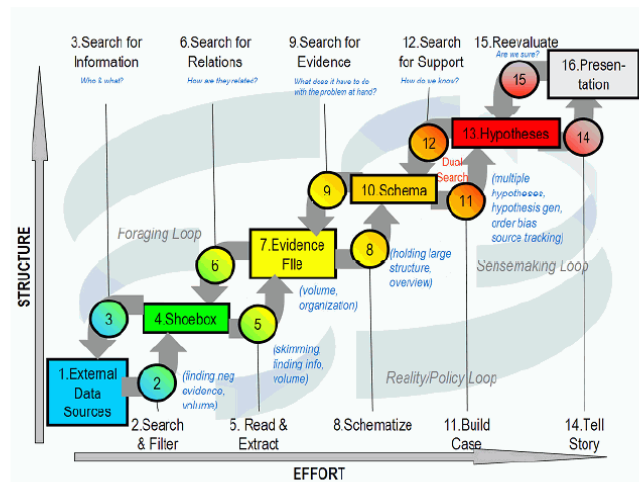 3.Search for
Information
Who & what?
6.Search for
Relations
How are they related?
9.Search for
Evidence
What does it have to do
with the problem at hand?
12.Search
for Support
How do we know?
15.Reevaluate
Are we sure?
15
16.Presen-
tation
12
13.Hypotheses
14
Dual
Search
9
10.Schema
11
(multiple
hypotheses,
hypothesis gen,
order bias
source tracking)
Foraging Loop
7.Evidence
File
8
(holding large
structure,
overview)
Sensemaking Loop
6
(volume,
organization)
3
4.Shoebox
5
(skimming
finding info,
volume)
1.External
Data
Sources
2
(finding neg
evidence,
volume)
Reality/Policy Loop
2.Search
& Filter
5. Read &
Extract
8.Schematize
11.Build
Case
14.Tell
Story
STRUCTURE
EFFORT